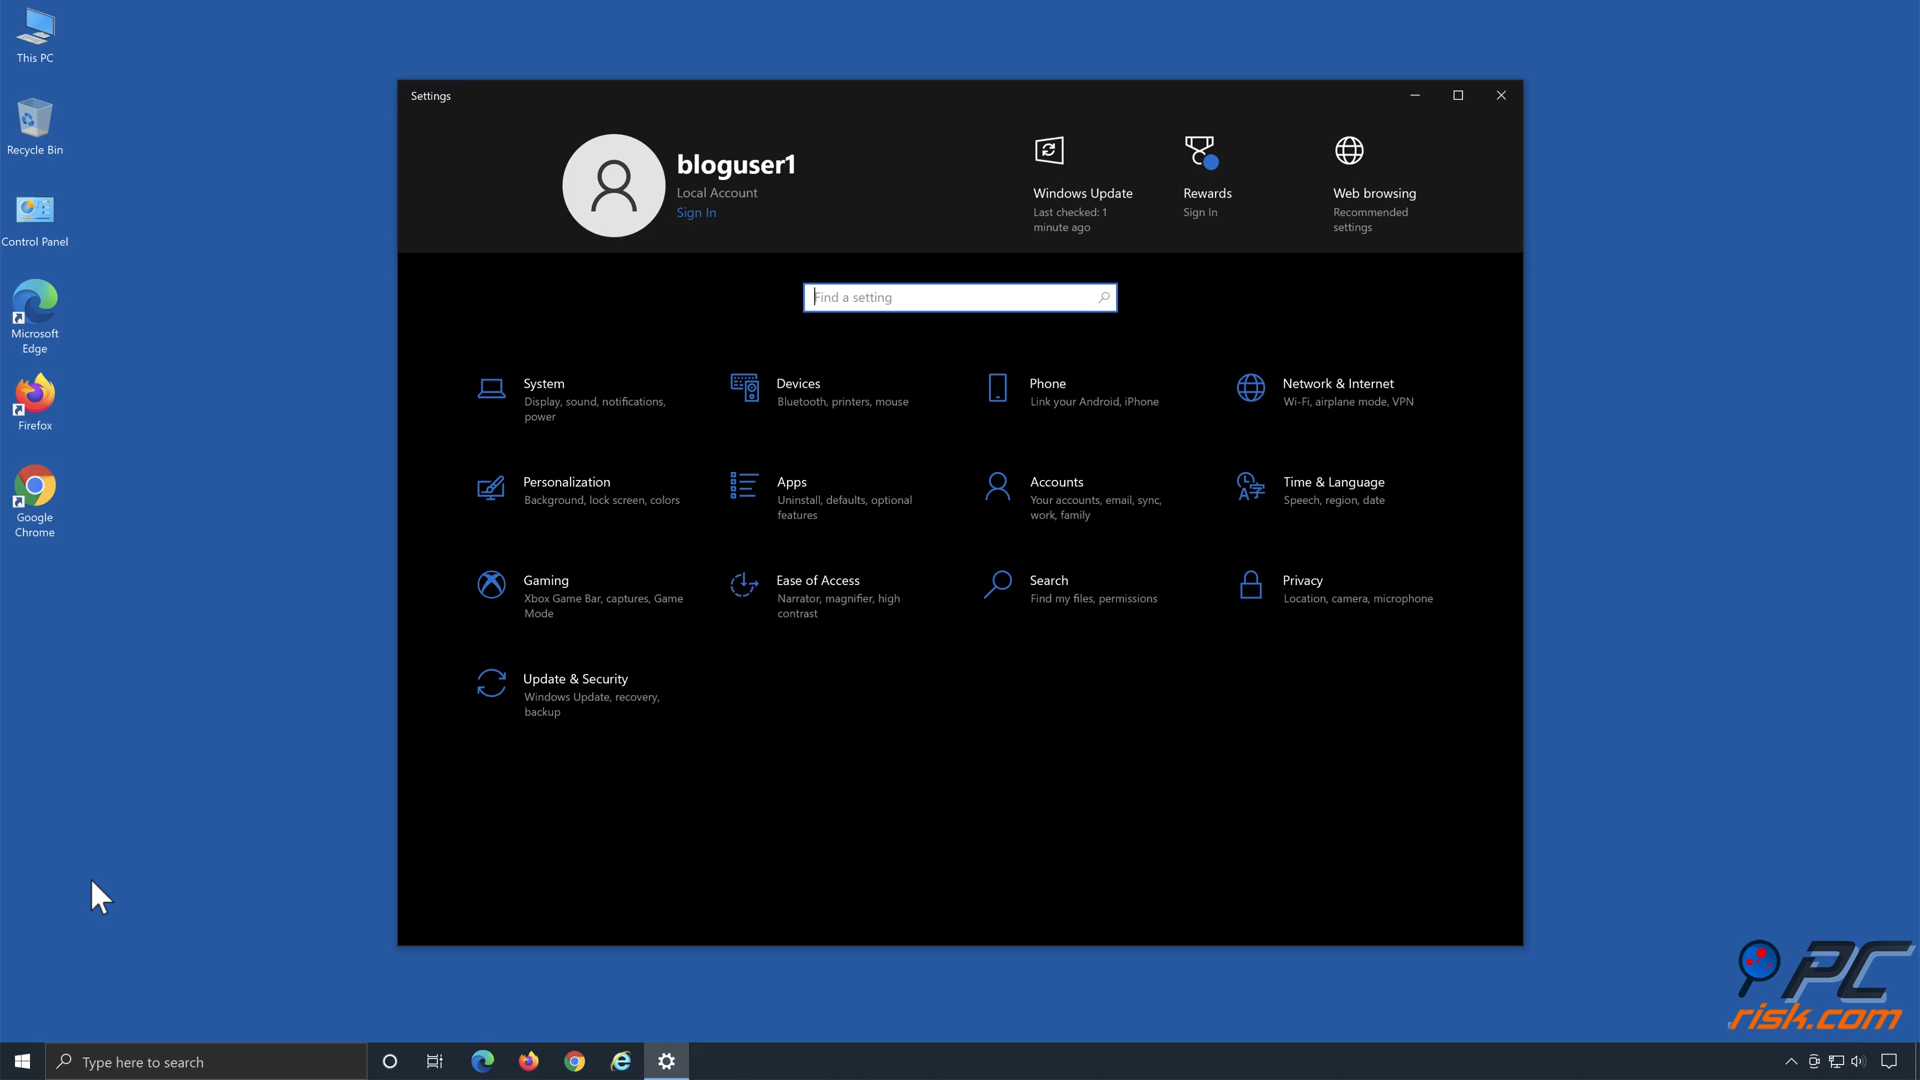 This PC
Recycle Bin
Control Panel
Microsoft
Edge
Firefox
Google
Chrome
Settings
bloguser1
Local Account
Sign In
Windows Update
Last checked: 1
minute ago
Rewards
Sign In
Web browsing
Recommended
settings
Find a setting
System
Display, sound, notifications,
power
Devices
Bluetooth, printers, mouse
Phone
Link your Android, iPhone
Network & Internet
Wi-Fi, airplane mode, VPN
Personalization
Background, lock screen, colors
Apps
Uninstall, defaults, optional
features
Accounts
Your accounts, email, sync,
work, family
Time & Language
Speech, region, date
Gaming
Xbox Game Bar, captures, Game
Mode
Ease of Access
Narrator, magnifier, high
contrast
Search
Find my files, permissions
Privacy
Location, camera, microphone
Update & Security
Windows Update, recovery,
backup
PC
risk.com
Type here to search